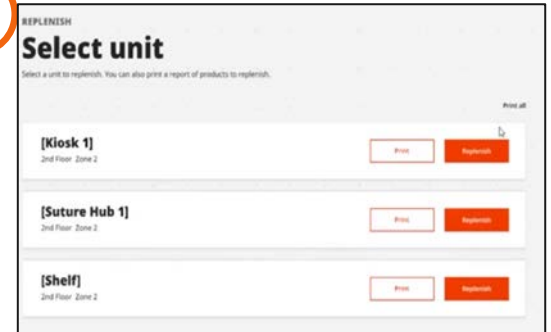 REPLENISH
Select unit
Select a unit to replenish. You can also print a report of products to replenish.
Print all
[Kiosk 1]
2nd Floor Zone 2
Print
Replenish
[Suture Hub 1]
2nd Floor Zone 2
Print
Replenish
[Shelf]
2nd Floor Zone 2
Print
Replenish